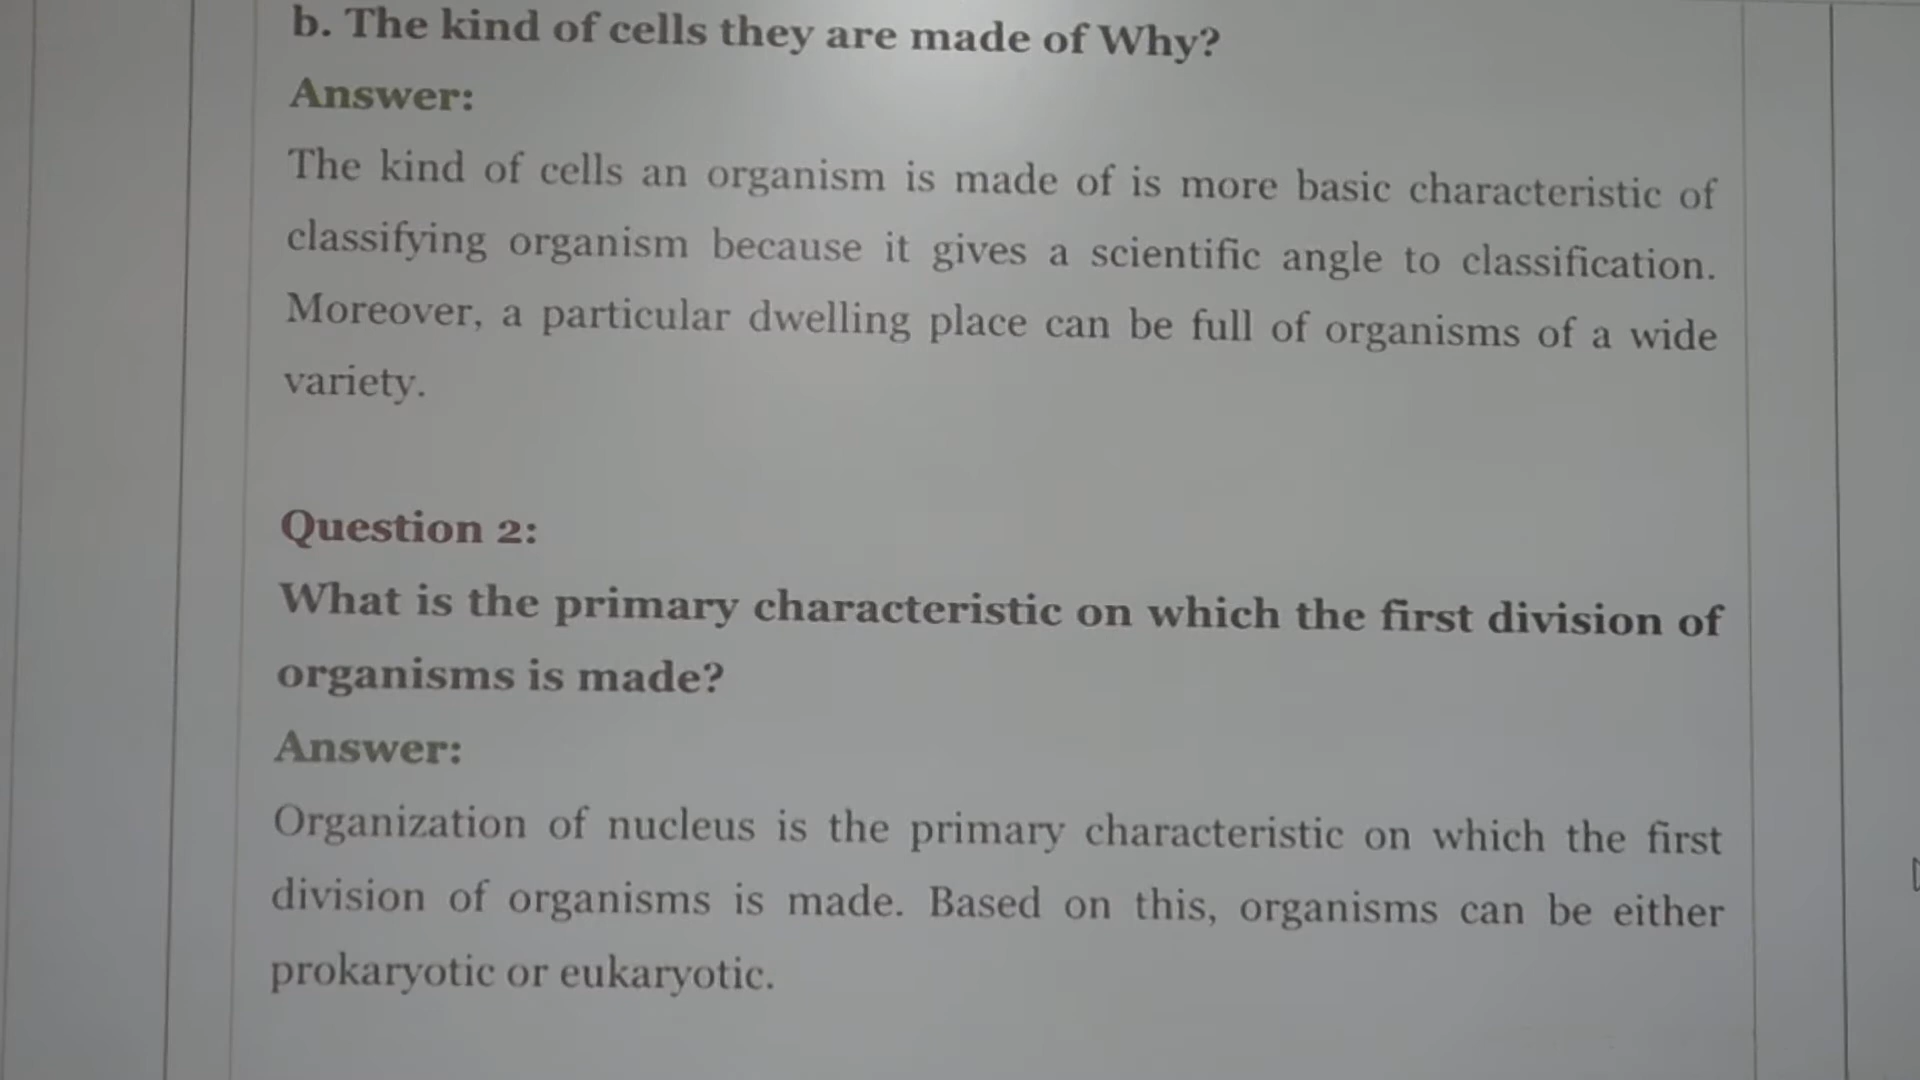 b. The kind of cells they are made of Why?
Answer:
The kind of cells an organism is made of is more basic characteristic of
classifying organism because it gives a scientific angle to classification.
Moreover, a particular dwelling place can be full of organisms of a wide
variety.
Question 2:
What is the primary characteristic on which the first division of
organisms is made?
Answer:
Organization of nucleus is the primary characteristic on which the first
division of organisms is made. Based on this, organisms can be either
prokaryotic or eukaryotic.